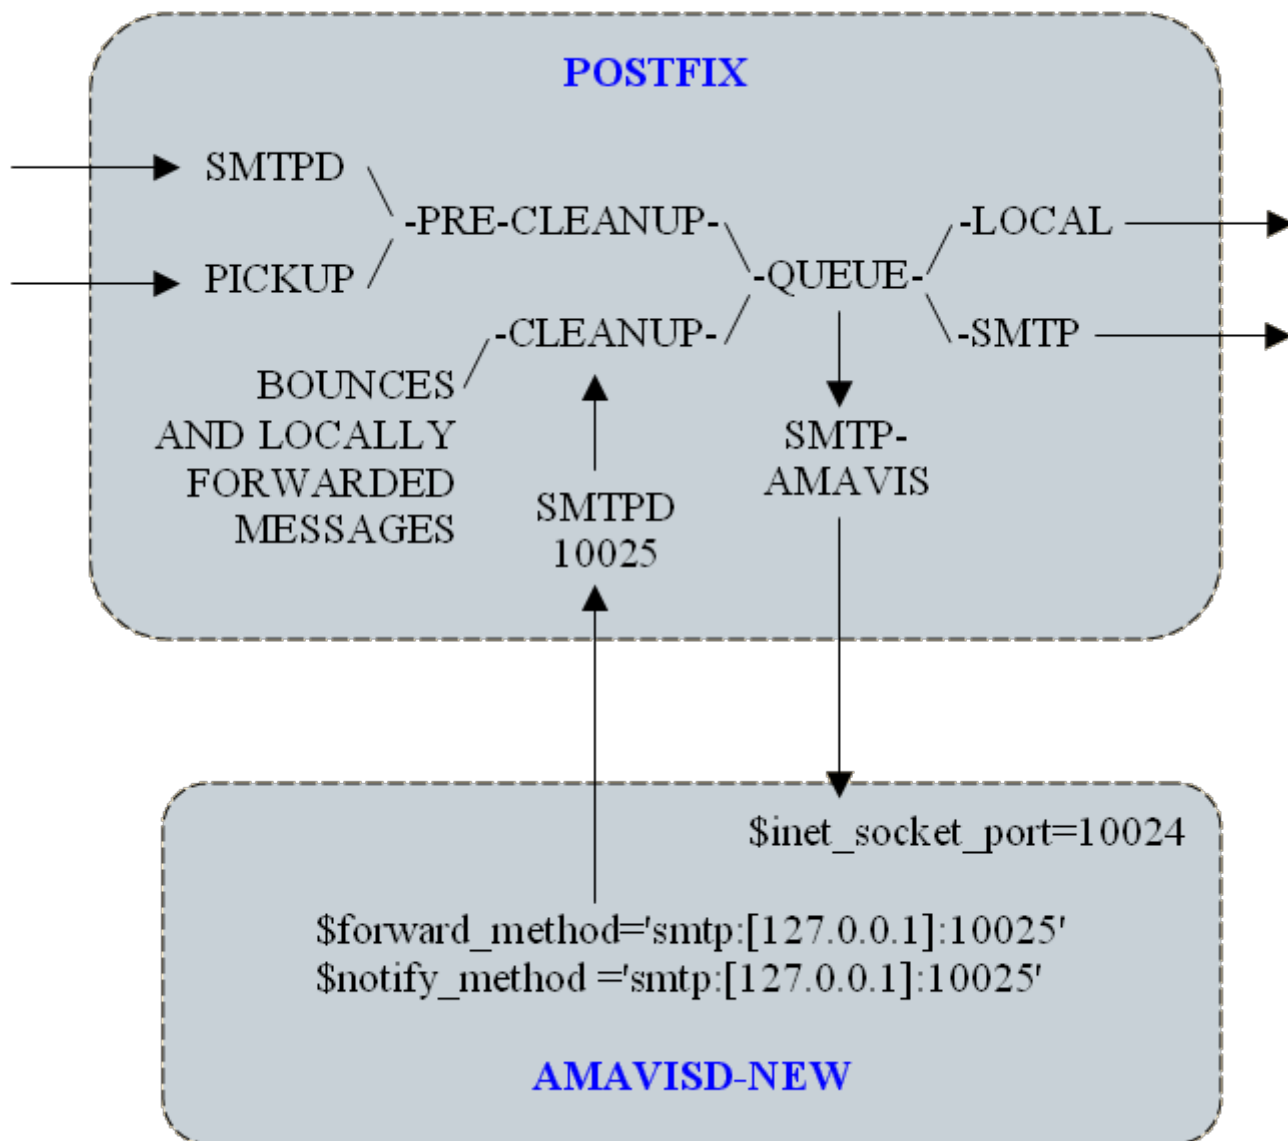 POSTFIX
SMTPD
-PRE-CLEANUP-
-LOCAL
PICKUP
-QUEUE-
-CLEANUP-
-SMTP
BOUNCES
AND LOCALLY
FORWARDED
MESSAGES
SMTP-
AMAVIS
SMTPD
10025
$inet_socket_port=10024
$forward_method='smtp:[127.0.0.1]:10025'
$notify_method ='smtp:[127.0.0.1]:10025'
AMAVISD-NEW